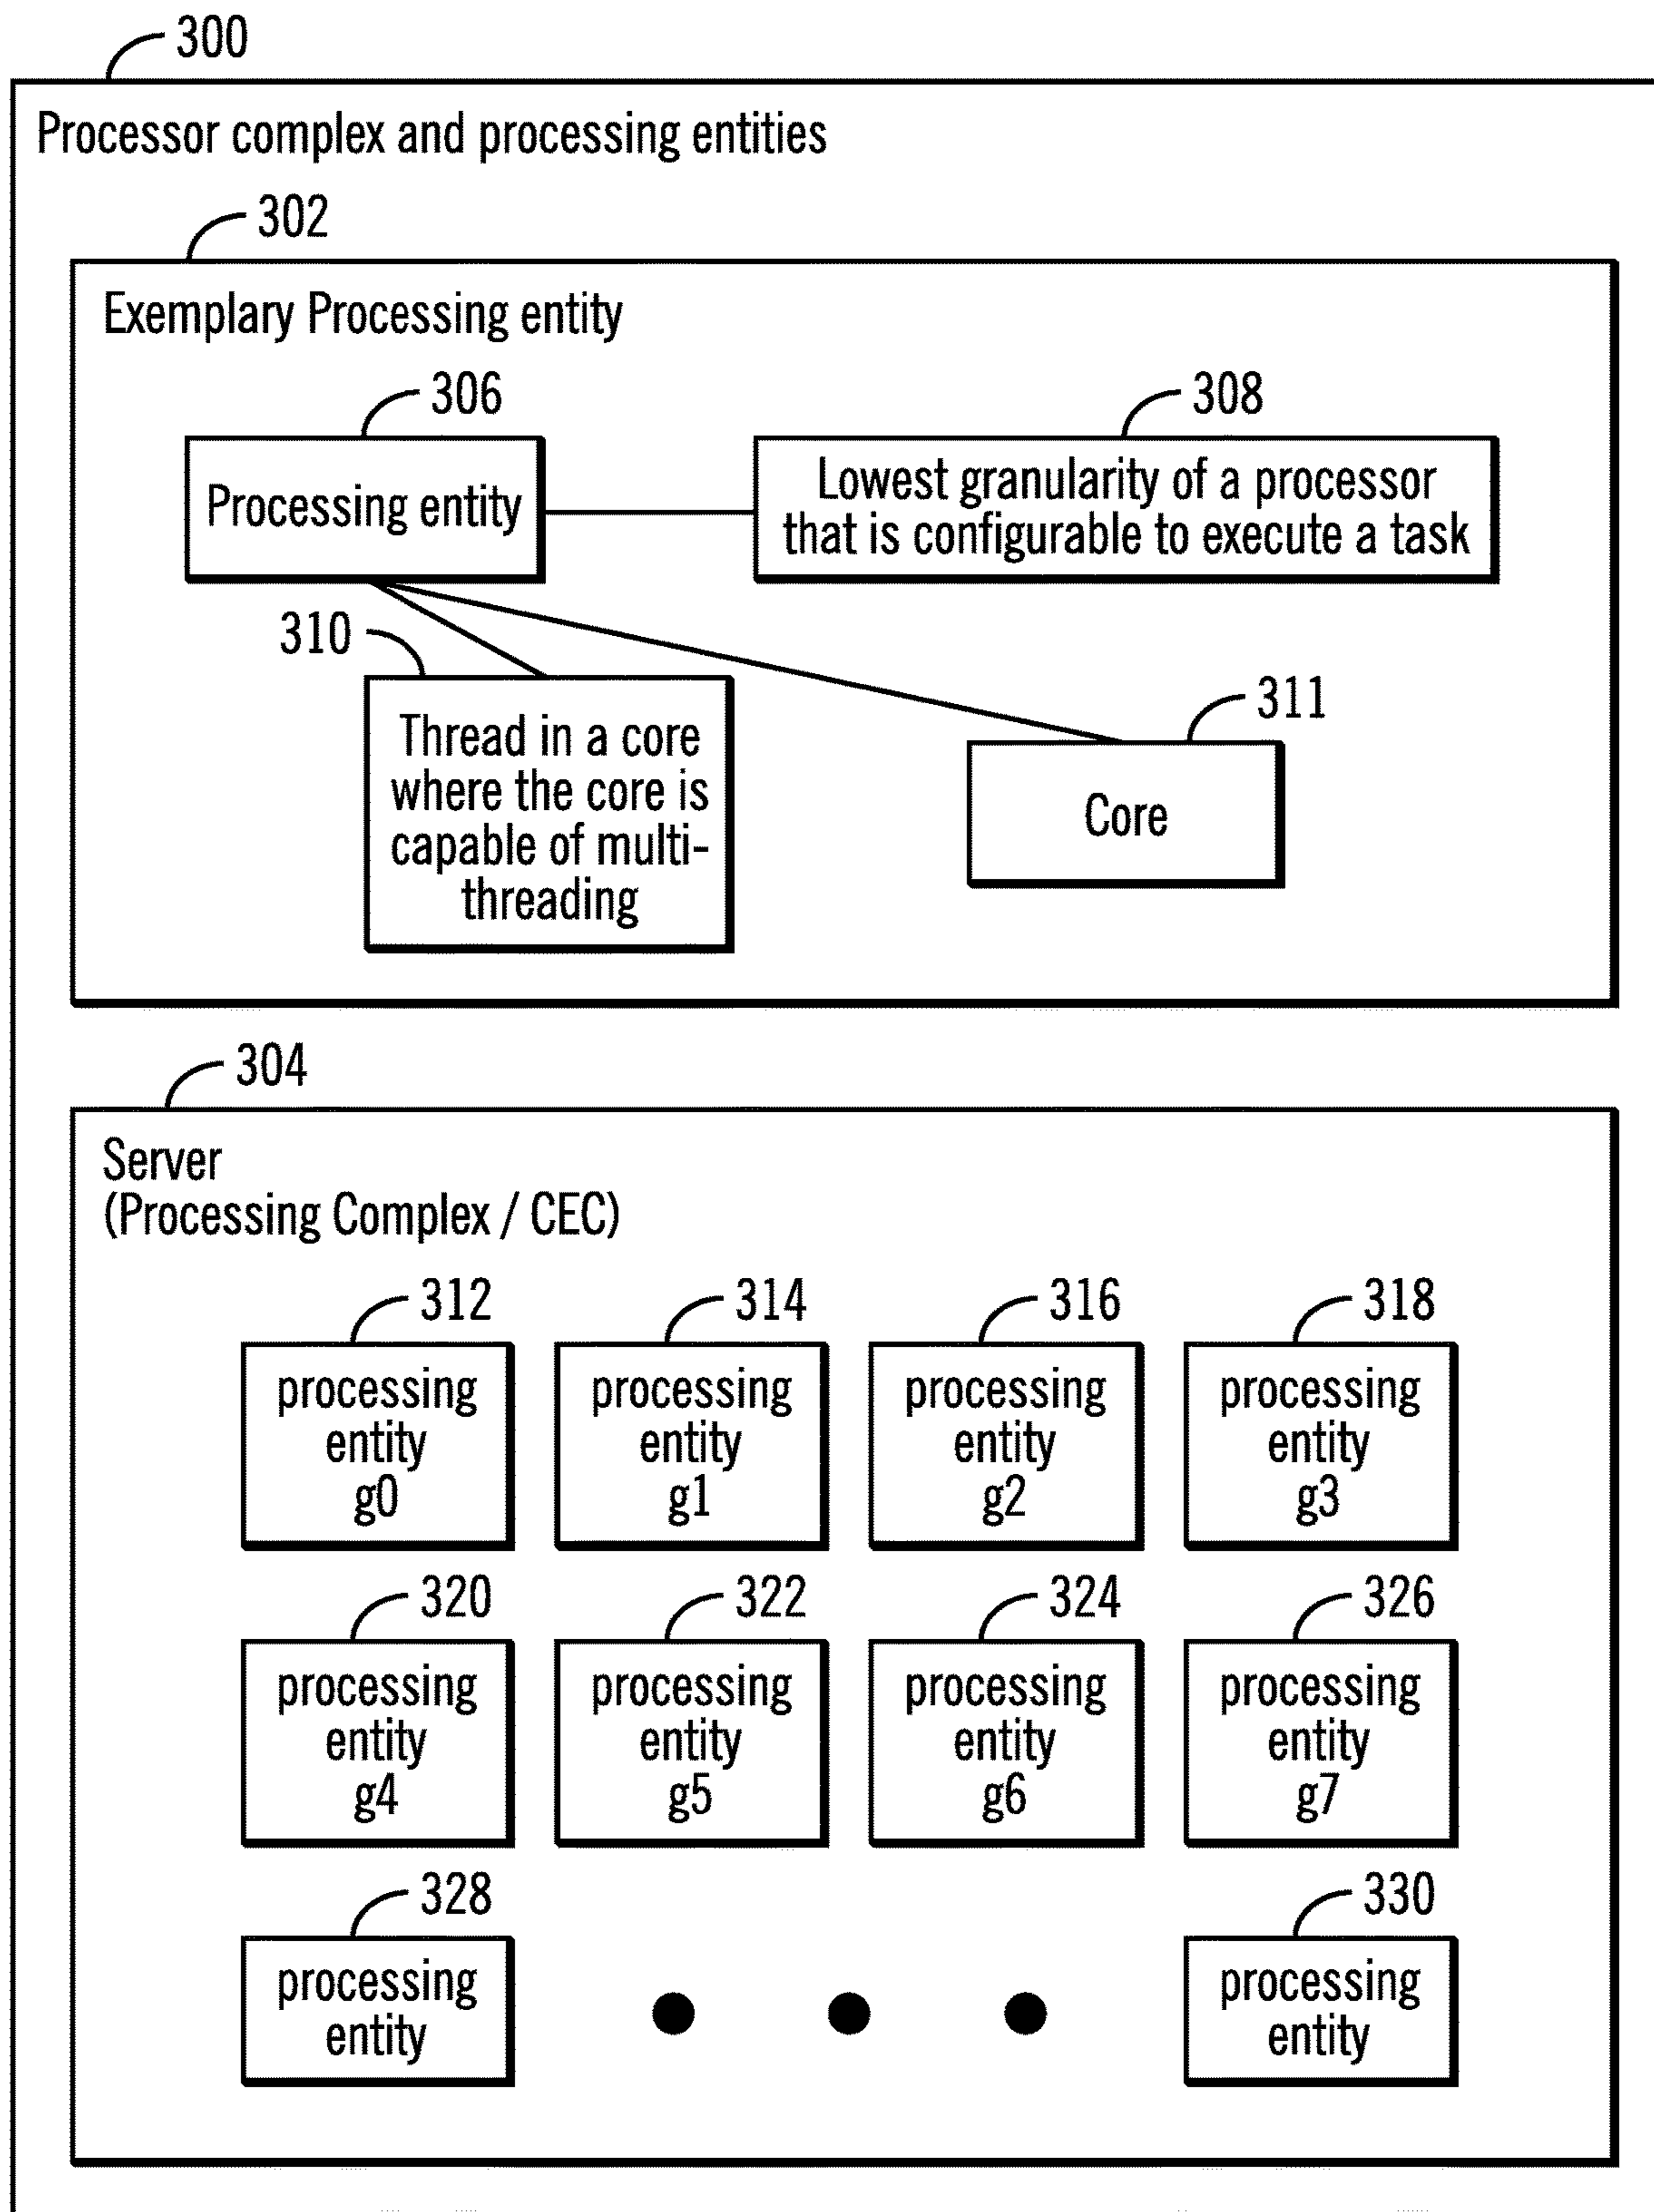 300
Processor complex and processing entities
302
Exemplary Processing entity
306
308
Processing entity
Lowest granularity of a processor
that is configurable to execute a task
310
311
Thread in a core
where the core is
capable of multi-
threading
Core
304
Server
(Processing Complex / CEC)
312
314
316
318
processing
entity
g0
processing
entity
g1
processing
entity
g2
processing
entity
g3
320
322
324
326
processing
entity
g4
processing
entity
g5
processing
entity
g6
processing
entity
g7
328
330
processing
entity
processing
entity